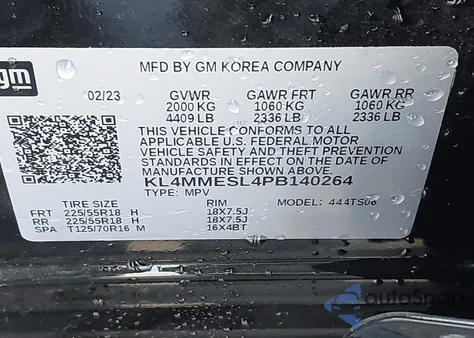 gm
MFD BY GM KOREA COMPANY
02/23 GVWR GAWR FRT GAWR RR
2000 KG 1060 KG 1060 KG
4409 LB 2336 LB 2336 LB
THIS VEHICLE CONFORMS TO ALL
APPLICABLE U.S. FEDERAL MOTOR
VEHICLE SAFETY AND THEFT PREVENTION
STANDARDS IN EFFECT ON THE DATE OF
MANUFACTURE SHOWN ABOVE.
KL4MMESL4PB140264
TYPE: MPV MODEL: 444TS06
TIRE SIZE RIM
FRT 225/55R18 H 18X7.5J
RR 225/55R18 H 18X7.5J
SPA T125/70R16 M 16X4BT
autoSnap